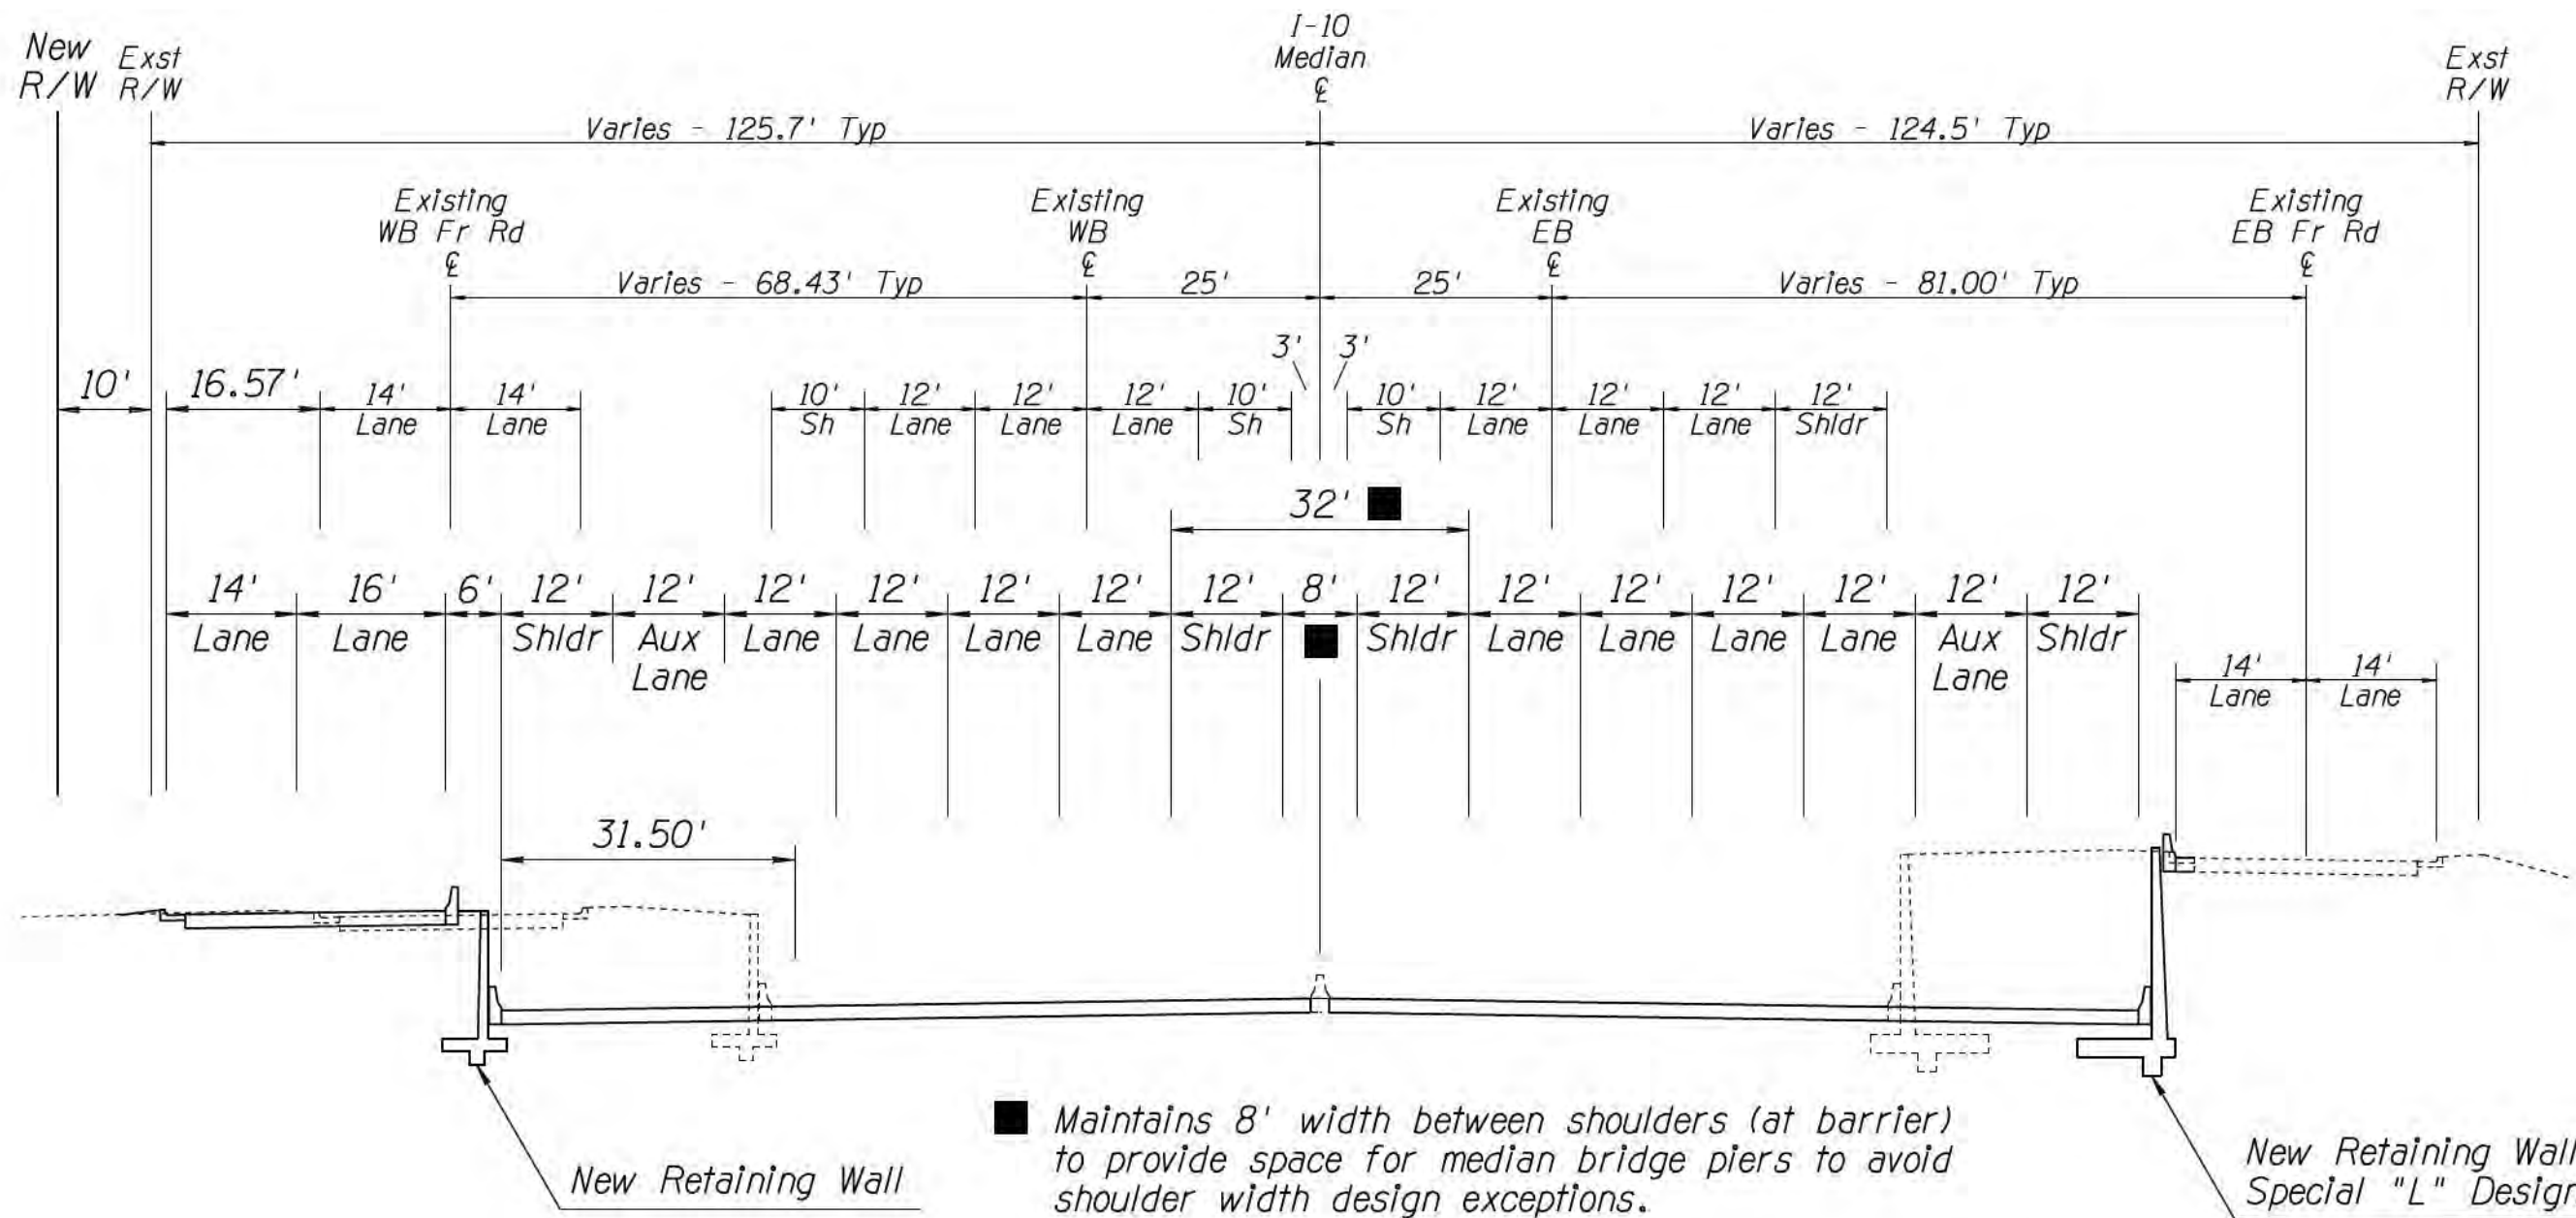 New
R/W
Exst
R/W
I-10
Median
℄
Exst
R/W
Varies - 125.7' Typ
Varies - 124.5' Typ
Existing
WB Fr Rd
℄
Existing
WB
℄
Existing
EB
℄
Existing
EB Fr Rd
℄
Varies - 68.43' Typ
25'
25'
Varies - 81.00' Typ
3'
3'
10'
16.57'
14'
Lane
14'
Lane
10'
Sh
12'
Lane
12'
Lane
12'
Lane
10'
Sh
10'
Sh
12'
Lane
12'
Lane
12'
Lane
12'
Shldr
32' ■
14'
Lane
16'
Lane
6'
12'
Shldr
12'
Aux
Lane
12'
Lane
12'
Lane
12'
Lane
12'
Lane
12'
Shldr
8'
■
12'
Shldr
12'
Lane
12'
Lane
12'
Lane
12'
Lane
12'
Aux
Lane
12'
Shldr
14'
Lane
14'
Lane
31.50'
■ Maintains 8' width between shoulders (at barrier)
to provide space for median bridge piers to avoid
shoulder width design exceptions.
New Retaining Wall
New Retaining Wall
Special "L" Design